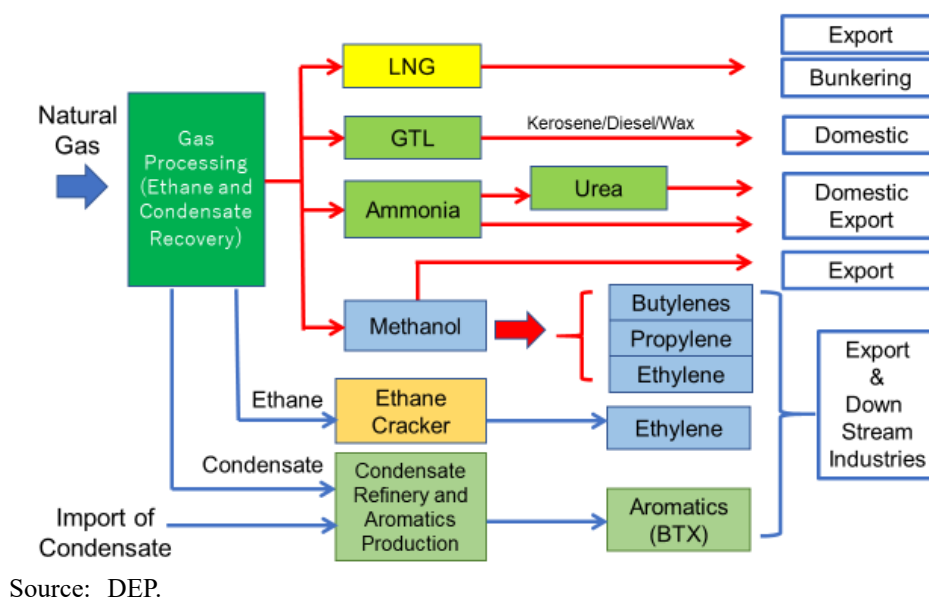 Natural
Gas
Gas
Processing
(Ethane and
Condensate
Recovery)
LNG
Export
Bunkering
GTL
Kerosene/Diesel/Wax
Domestic
Ammonia
Urea
Domestic
Export
Export
Methanol
Butylenes
Propylene
Ethylene
Export
&
Down
Stream
Industries
Ethane
Ethane
Cracker
Ethylene
Condensate
Import of
Condensate
Condensate
Refinery and
Aromatics
Production
Aromatics
(BTX)
Source: DEP.